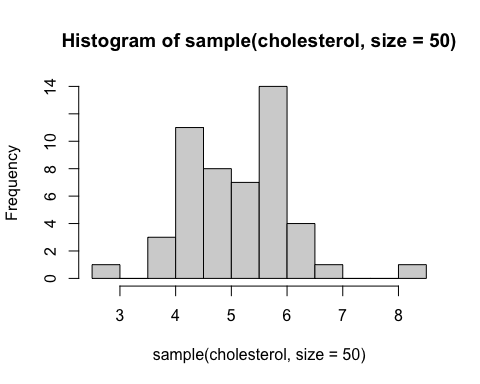 Histogram of sample(cholesterol, size = 50)
Frequency
14
10
8
6
4
2
0
3 4 5 6 7 8
sample(cholesterol, size = 50)